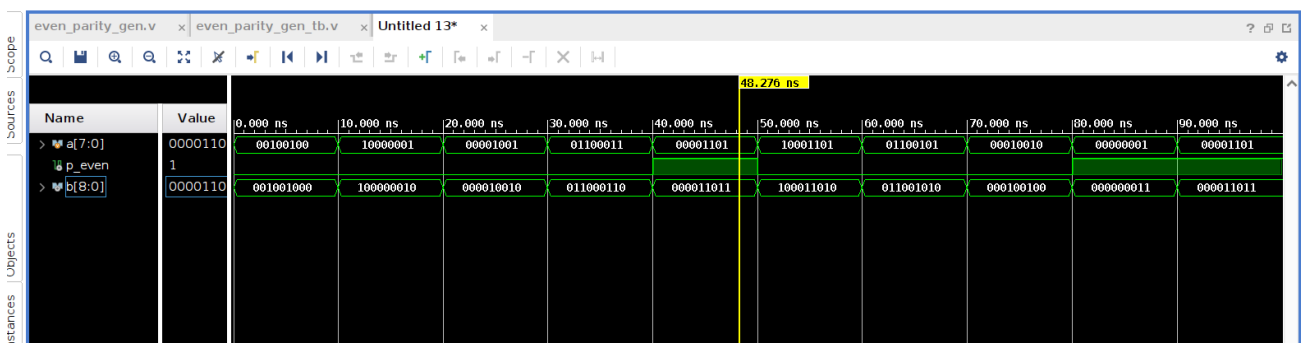 even_parity_gen.v x even_parity_gen_tb.v x Untitled 13* x ?
Scope
Sources
Objects
stances
48.276 ns
Name Value 0.000 ns 10.000 ns 20.000 ns 30.000 ns 40.000 ns 50.000 ns 60.000 ns 70.000 ns 80.000 ns 90.000 ns
> a[7:0] 0000110 00100100 10000001 00001001 01100011 00001101 10001101 01100101 00010010 00000001 00001101
p_even 1
> b[8:0] 0000110 001001000 100000010 000010010 011000110 000011011 100011010 011001010 000100100 000000011 000011011